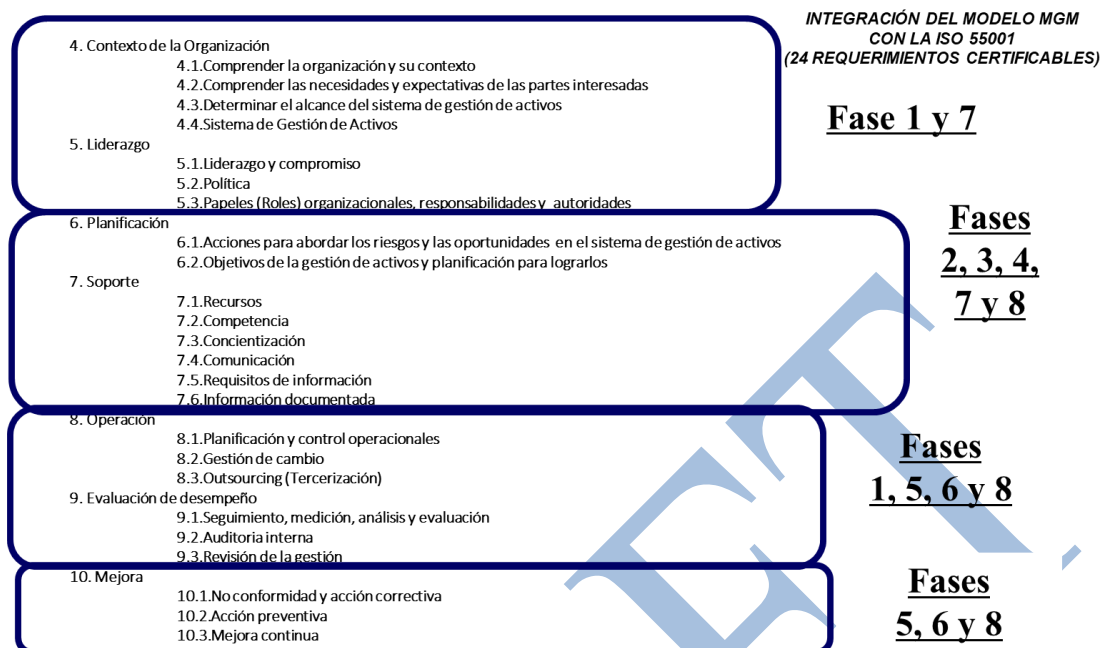 INTEGRACIÓN DEL MODELO MGM
CON LA ISO 55001
(24 REQUERIMIENTOS CERTIFICABLES)
4. Contexto de la Organización
4.1.Comprender la organización y su contexto
4.2.Comprender las necesidades y expectativas de las partes interesadas
4.3.Determinar el alcance del sistema de gestión de activos
4.4.Sistema de Gestión de Activos
5. Liderazgo
5.1.Liderazgo y compromiso
5.2.Política
5.3.Papeles (Roles) organizacionales, responsabilidades y autoridades
Fase 1 y 7
6. Planificación
6.1.Acciones para abordar los riesgos y las oportunidades en el sistema de gestión de activos
6.2.Objetivos de la gestión de activos y planificación para lograrlos
7. Soporte
7.1.Recursos
7.2.Competencia
7.3.Concientización
7.4.Comunicación
7.5.Requisitos de información
7.6.Información documentada
Fases
2, 3, 4,
7 y 8
8. Operación
8.1.Planificación y control operacionales
8.2.Gestión de cambio
8.3.Outsourcing (Tercerización)
9. Evaluación de desempeño
9.1.Seguimiento, medición, análisis y evaluación
9.2.Auditoria interna
9.3.Revisión de la gestión
Fases
1, 5, 6 y 8
10. Mejora
10.1.No conformidad y acción correctiva
10.2.Acción preventiva
10.3.Mejora continua
Fases
5, 6 y 8